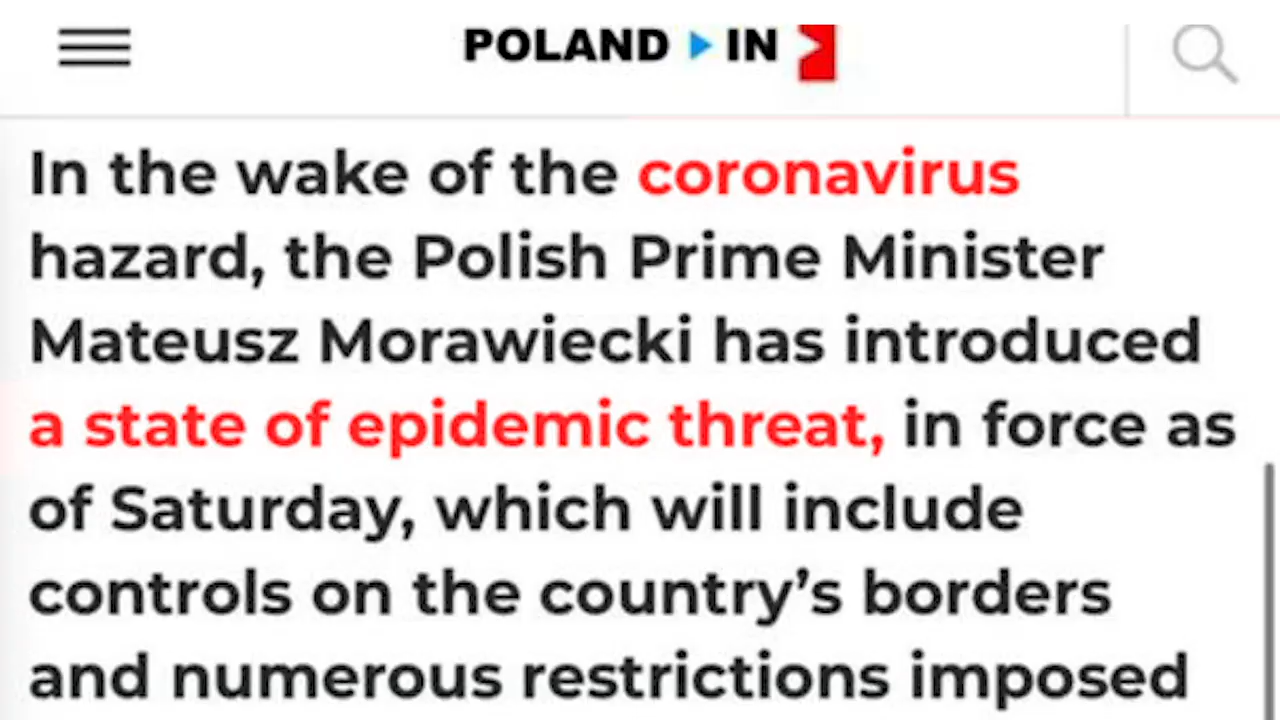 POLAND IN
In the wake of the coronavirus
hazard, the Polish Prime Minister
Mateusz Morawiecki has introduced
a state of epidemic threat, in force as
of Saturday, which will include
controls on the country’s borders
and numerous restrictions imposed